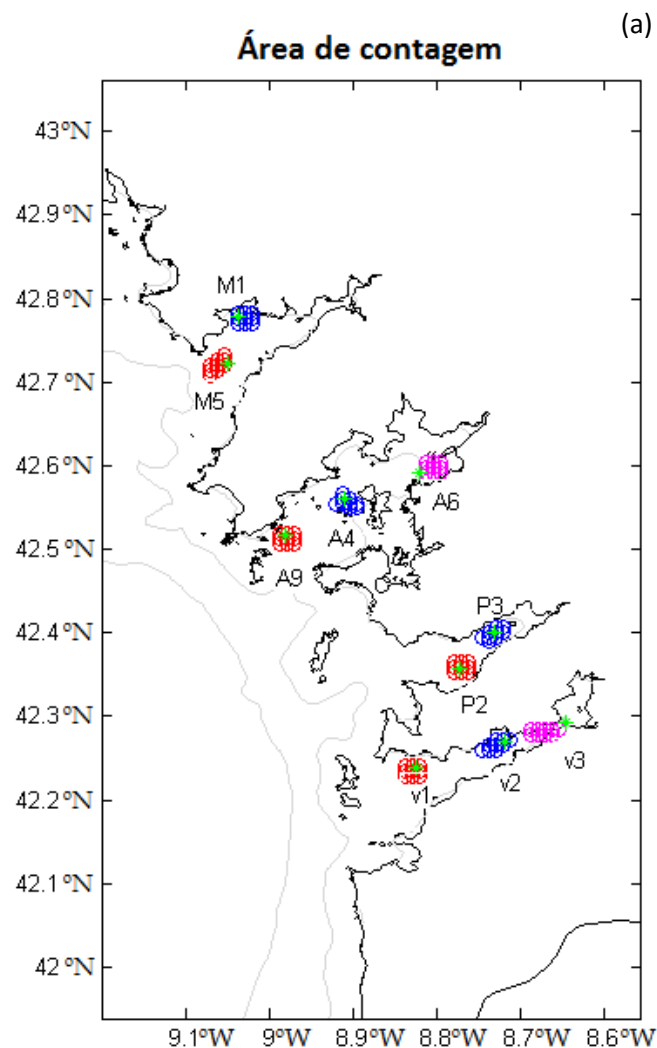 (a)
Área de contagem
43ºN
42.9ºN
42.8ºN
42.7ºN
42.6ºN
42.5ºN
42.4ºN
42.3ºN
42.2ºN
42.1ºN
42ºN
M1
M5
A6
A4
A9
P3
P2
v3
v2
v1
9.1ºW 9ºW 8.9ºW 8.8ºW 8.7ºW 8.6ºW